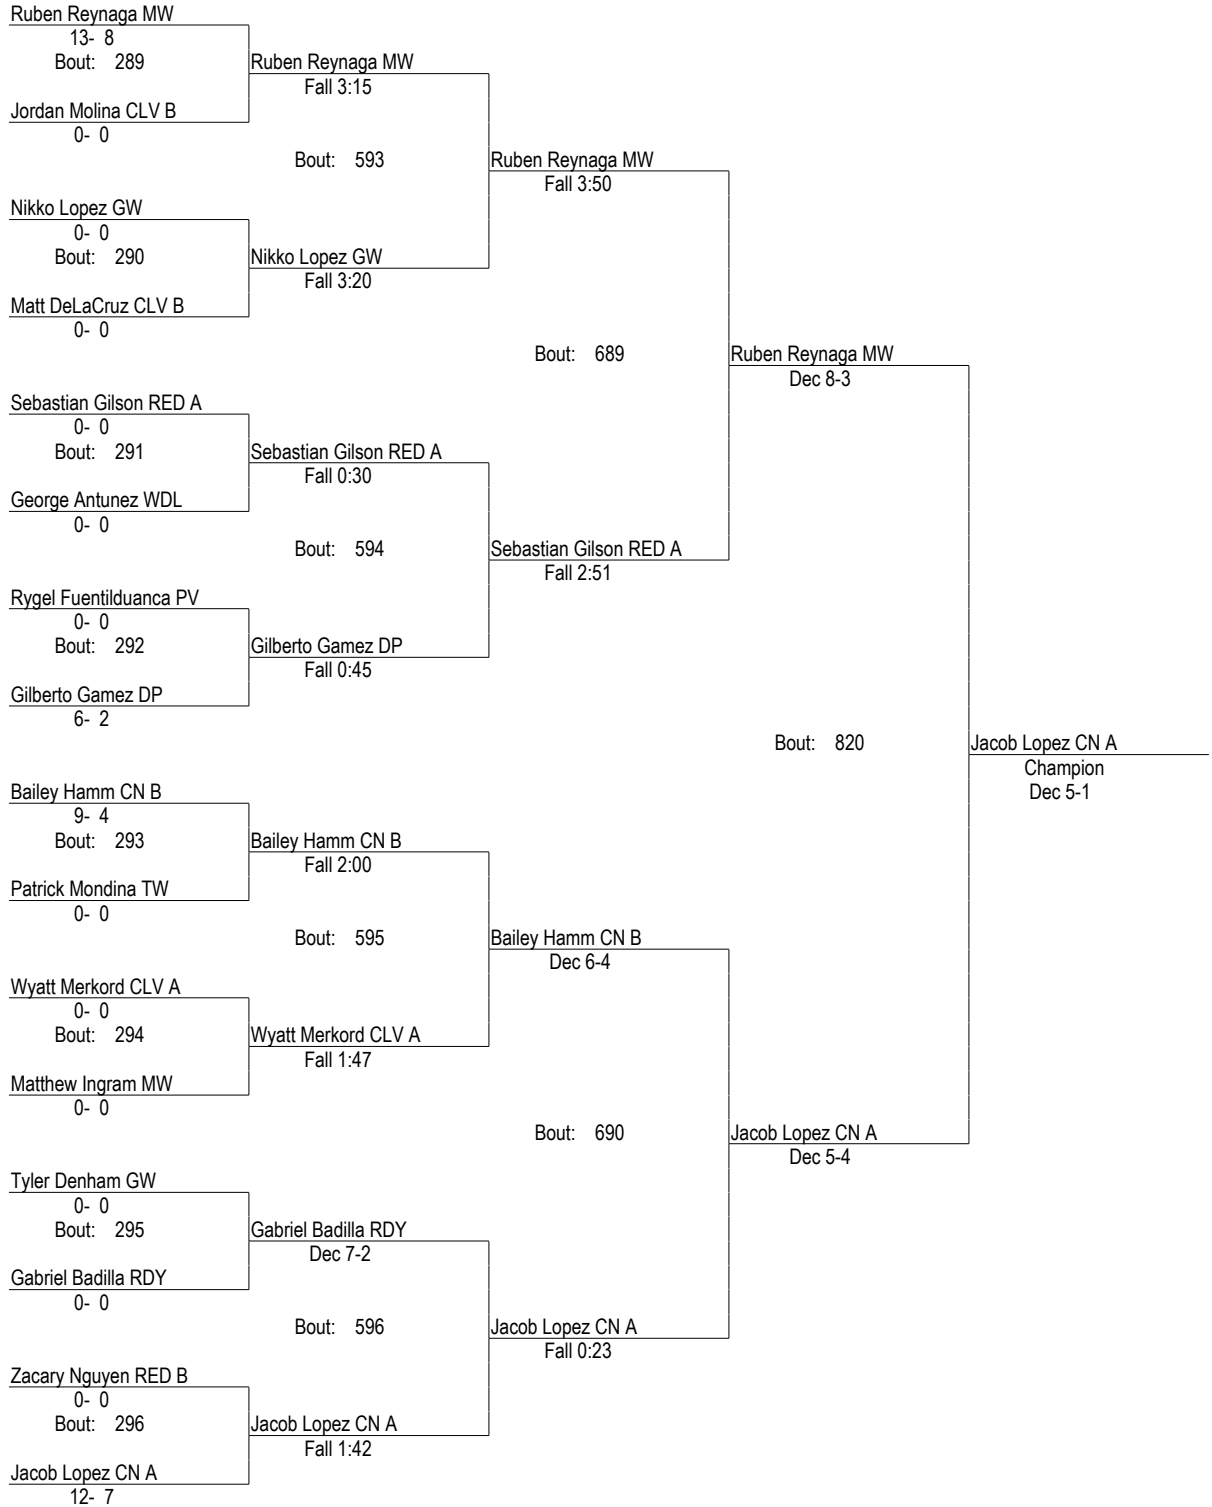 Ruben Reynaga MW
13- 8
Bout: 289
Ruben Reynaga MW
Fall 3:15
Jordan Molina CLV B
0- 0
Bout: 593
Ruben Reynaga MW
Fall 3:50
Nikko Lopez GW
0- 0
Bout: 290
Nikko Lopez GW
Fall 3:20
Matt DeLaCruz CLV B
0- 0
Bout: 689
Ruben Reynaga MW
Dec 8-3
Sebastian Gilson RED A
0- 0
Bout: 291
Sebastian Gilson RED A
Fall 0:30
George Antunez WDL
0- 0
Bout: 594
Sebastian Gilson RED A
Fall 2:51
Rygel Fuentilduanca PV
0- 0
Bout: 292
Gilberto Gamez DP
Fall 0:45
Gilberto Gamez DP
6- 2
Bout: 820
Jacob Lopez CN A
Champion
Dec 5-1
Bailey Hamm CN B
9- 4
Bout: 293
Bailey Hamm CN B
Fall 2:00
Patrick Mondina TW
0- 0
Bout: 595
Bailey Hamm CN B
Dec 6-4
Wyatt Merkord CLV A
0- 0
Bout: 294
Wyatt Merkord CLV A
Fall 1:47
Matthew Ingram MW
0- 0
Bout: 690
Jacob Lopez CN A
Dec 5-4
Tyler Denham GW
0- 0
Bout: 295
Gabriel Badilla RDY
Dec 7-2
Gabriel Badilla RDY
0- 0
Bout: 596
Jacob Lopez CN A
Fall 0:23
Zacary Nguyen RED B
0- 0
Bout: 296
Jacob Lopez CN A
Fall 1:42
Jacob Lopez CN A
12- 7